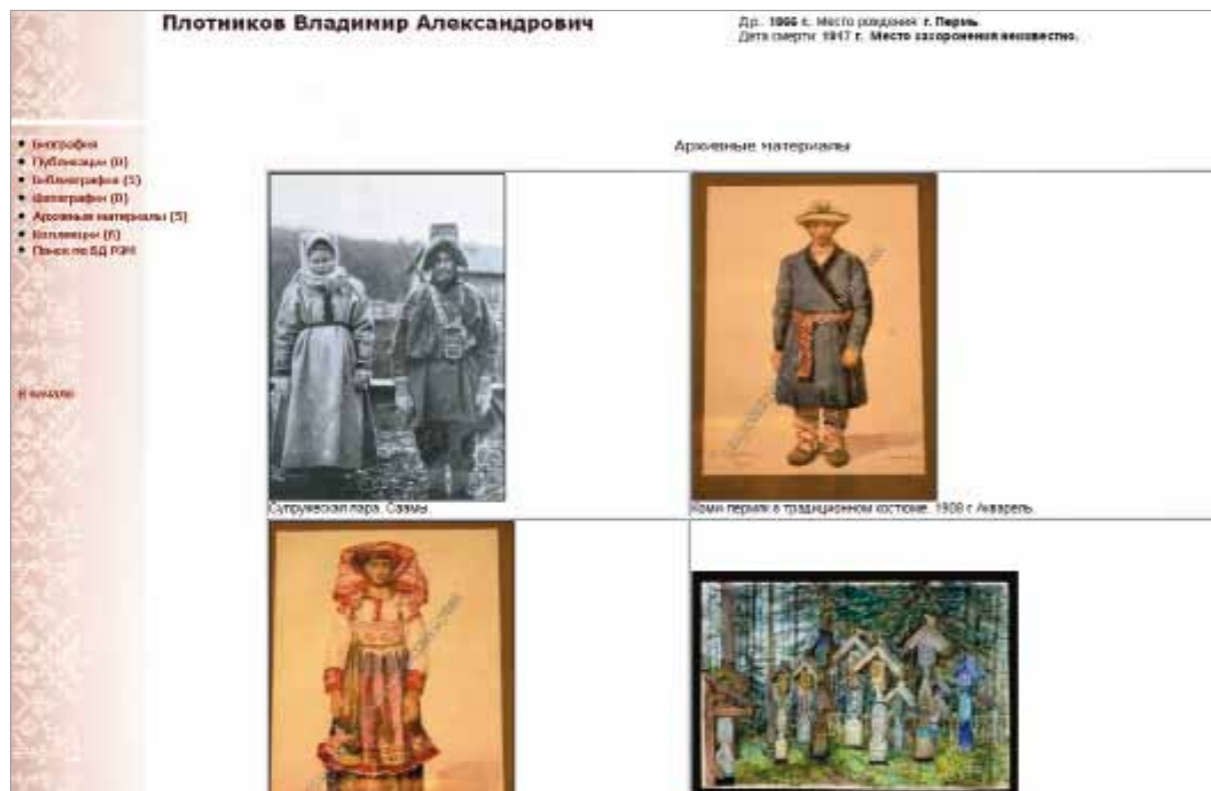 Плотников Владимир Александрович
Др. 1866 г. Место рождения г. Пермь.
Дата смерти 1917 г. Место захоронения неизвестно.
Биография
Публикации (0)
Библиография (5)
Фотографии (0)
Архивные материалы (5)
Коллекции (6)
Поиск по БД РЭМ
В начало
Архивные материалы
Супружеская пара. Саамы.
Коми-пермяк в традиционном костюме. 1908 г. Акварель.